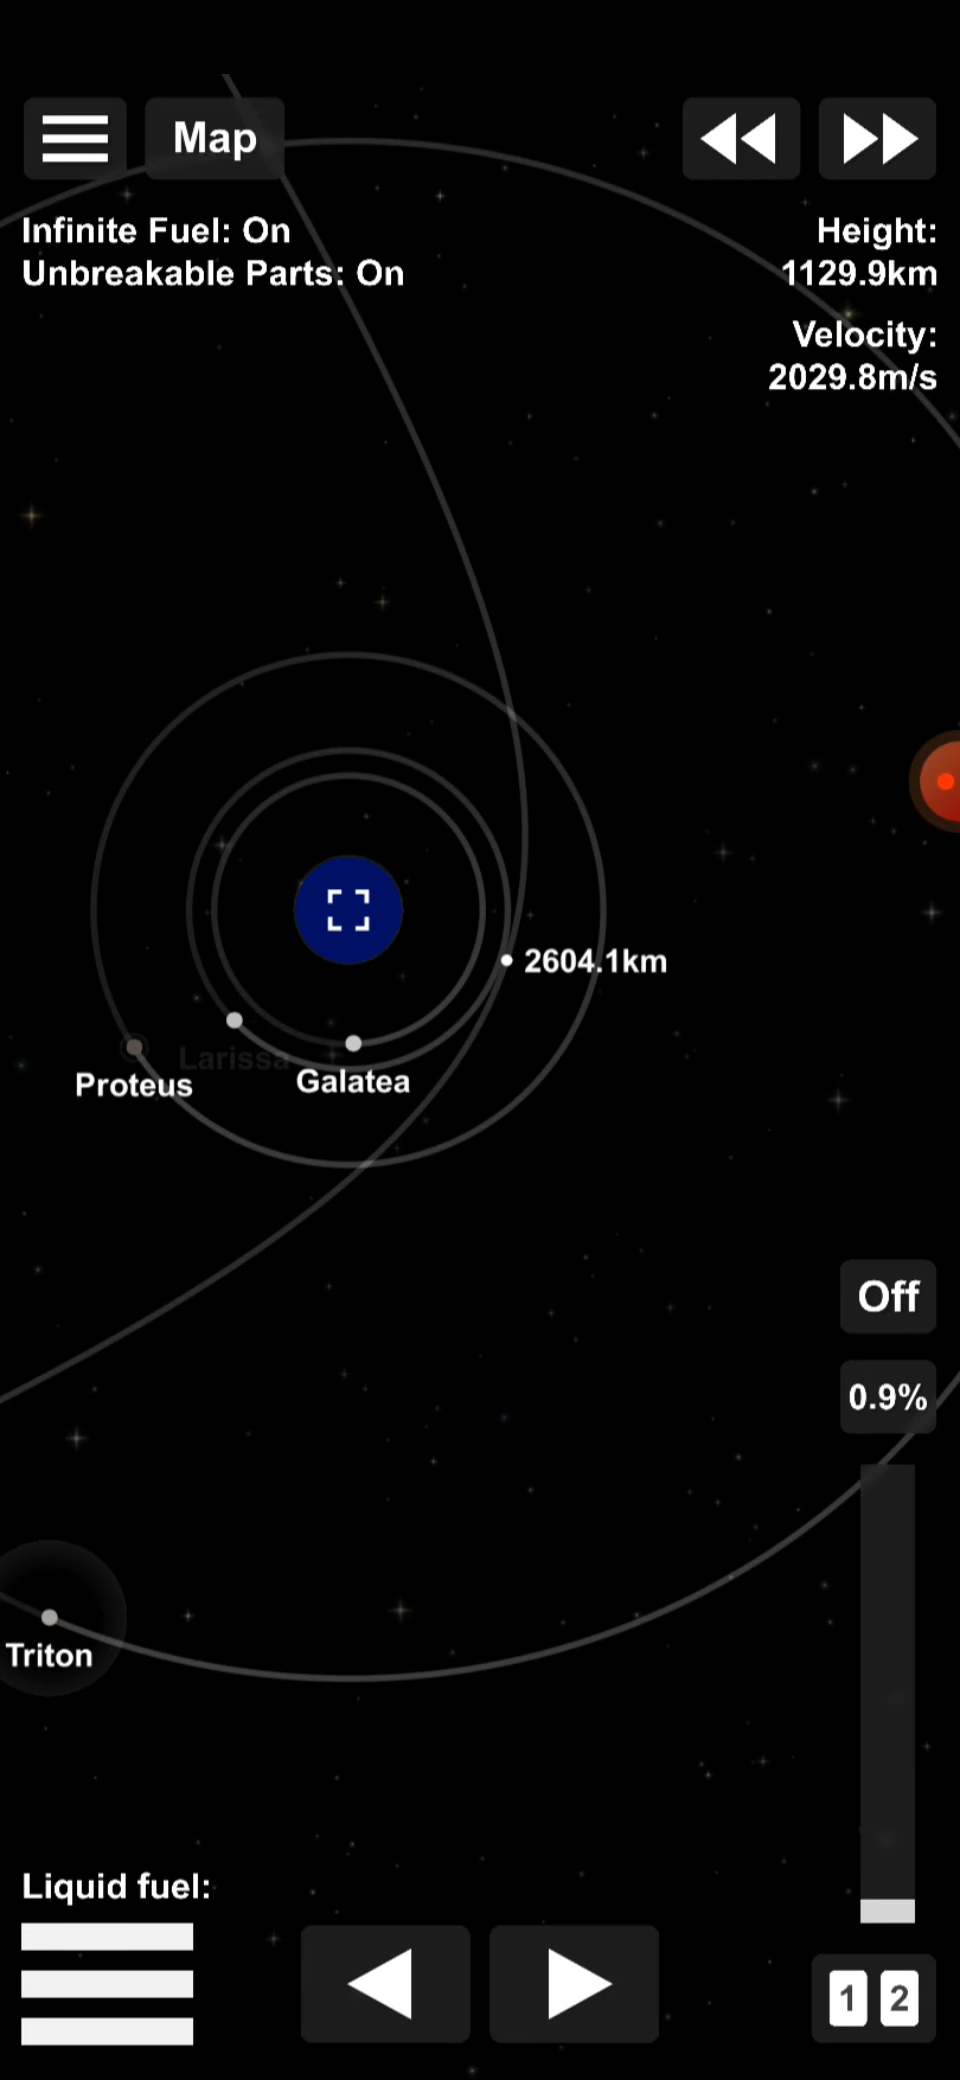 Map
Infinite Fuel: On
Unbreakable Parts: On
Height:
1129.9km
Velocity:
2029.8m/s
2604.1km
Larissa
Proteus
Galatea
Off
0.9%
Triton
Liquid fuel:
1 2